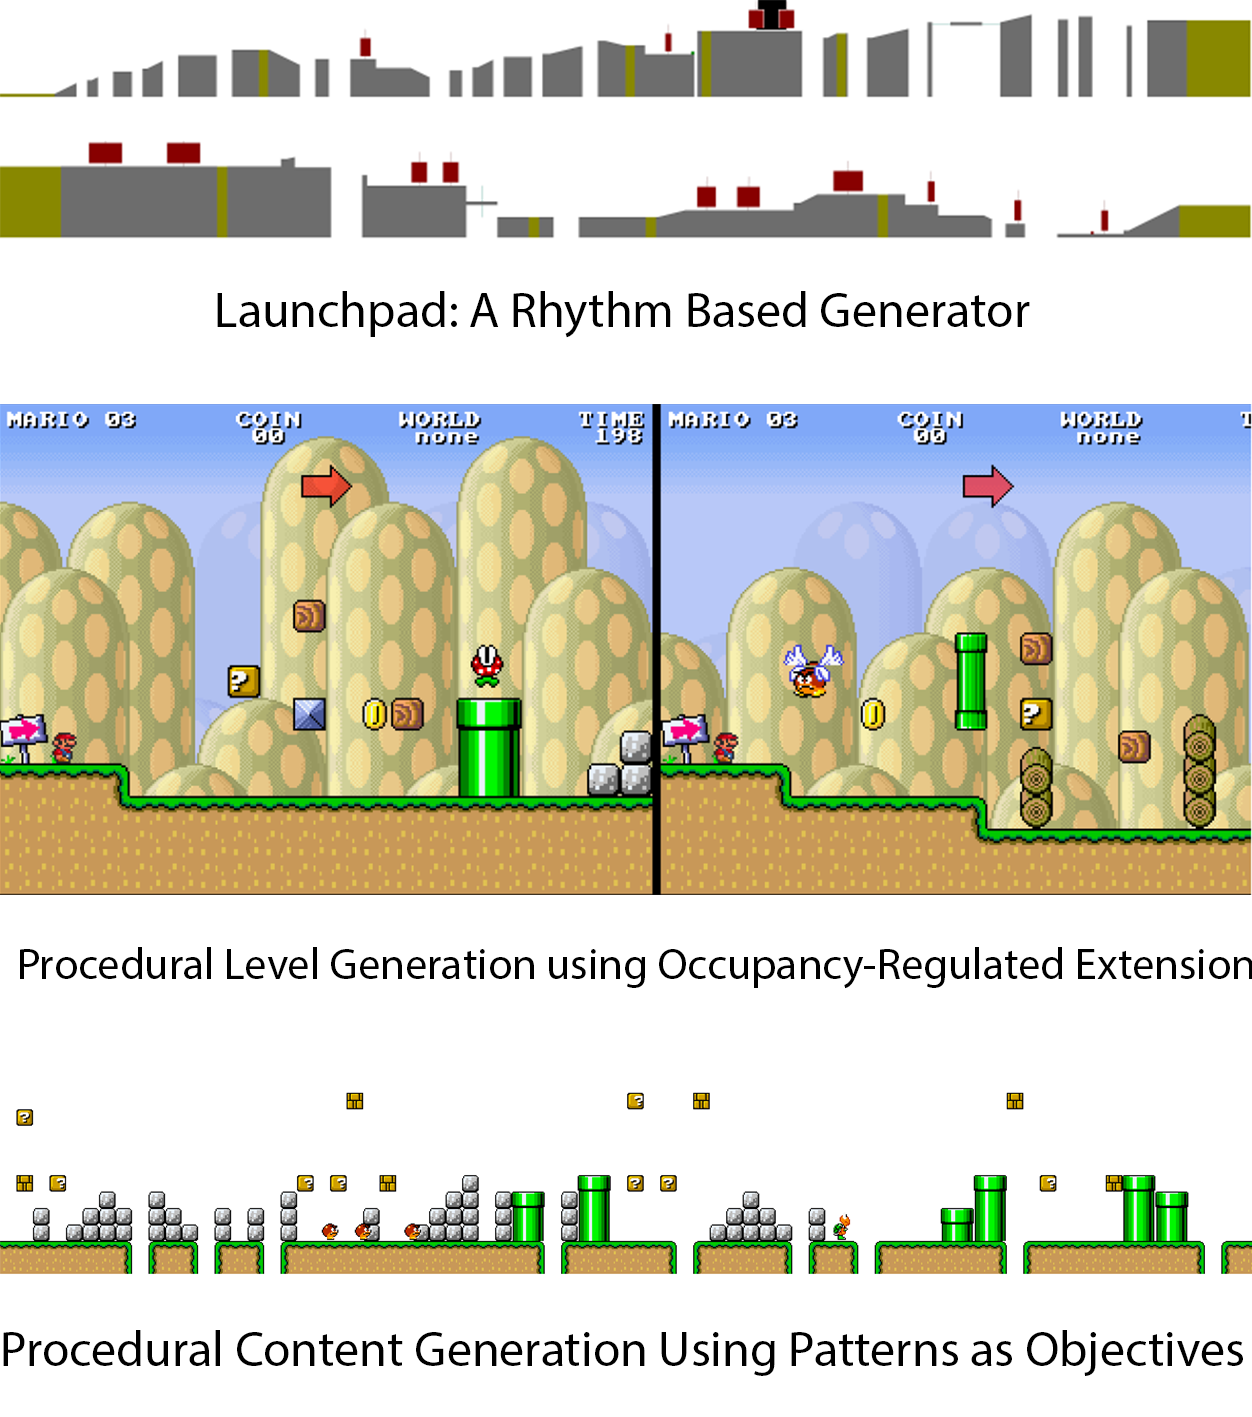 Launchpad: A Rhythm Based Generator
MARIO 03 COIN WORLD TIME
00 none 198
MARIO 03 COIN WORLD T
00 none
?
?
Procedural Level Generation using Occupancy-Regulated Extension
?
?
?
?
?
?
?
?
?
Procedural Content Generation Using Patterns as Objectives